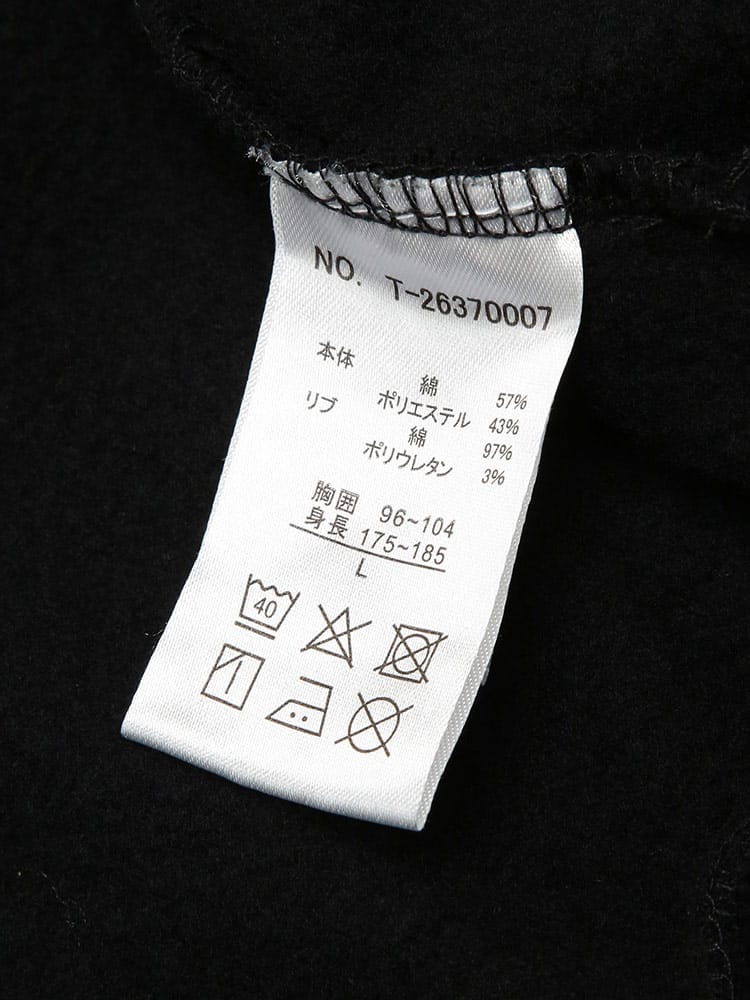 NO. T-26370007
本体 綿 57%
ポリエステル 43%
リブ 綿 97%
ポリウレタン 3%
胸囲 96~104
身長 175~185
L
40